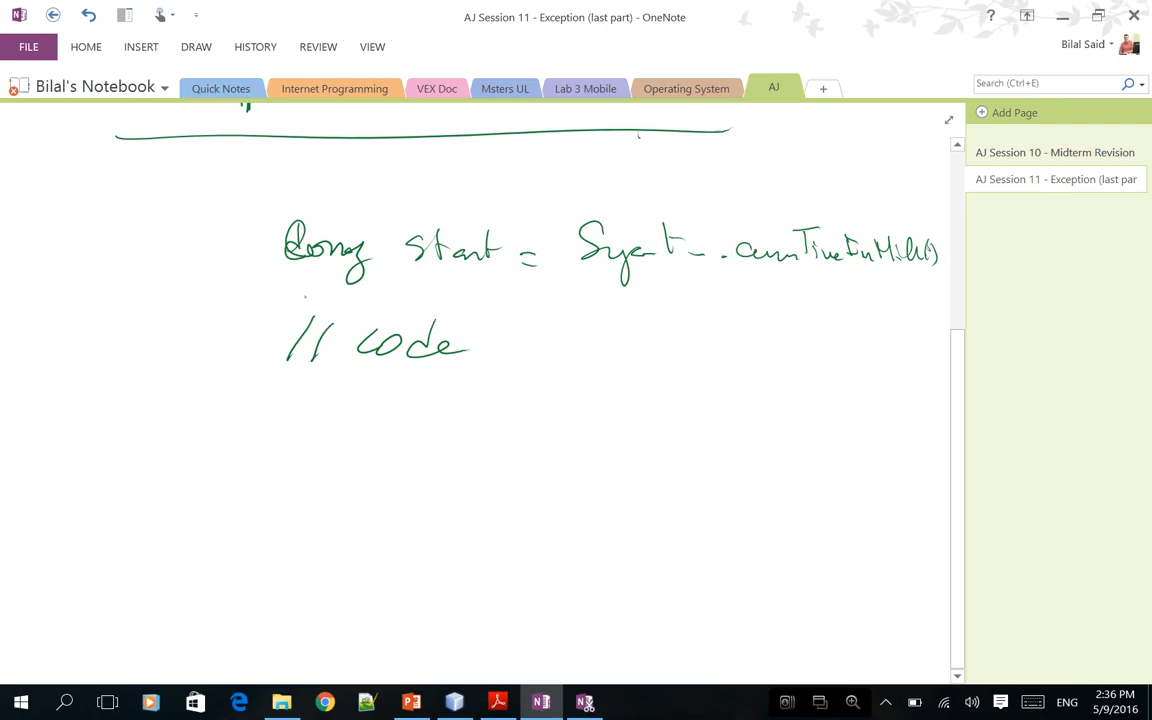 AJ Session 11 - Exception (last part) - OneNote
?
FILE HOME INSERT DRAW HISTORY REVIEW VIEW
Bilal Said
Bilal's Notebook Quick Notes Internet Programming VEX Doc Msters UL Lab 3 Mobile Operating System AJ
Search (Ctrl+E)
Add Page
AJ Session 10 - Midterm Revision
AJ Session 11 - Exception (last par
long start =
// code
ENG
2:36 PM
5/9/2016